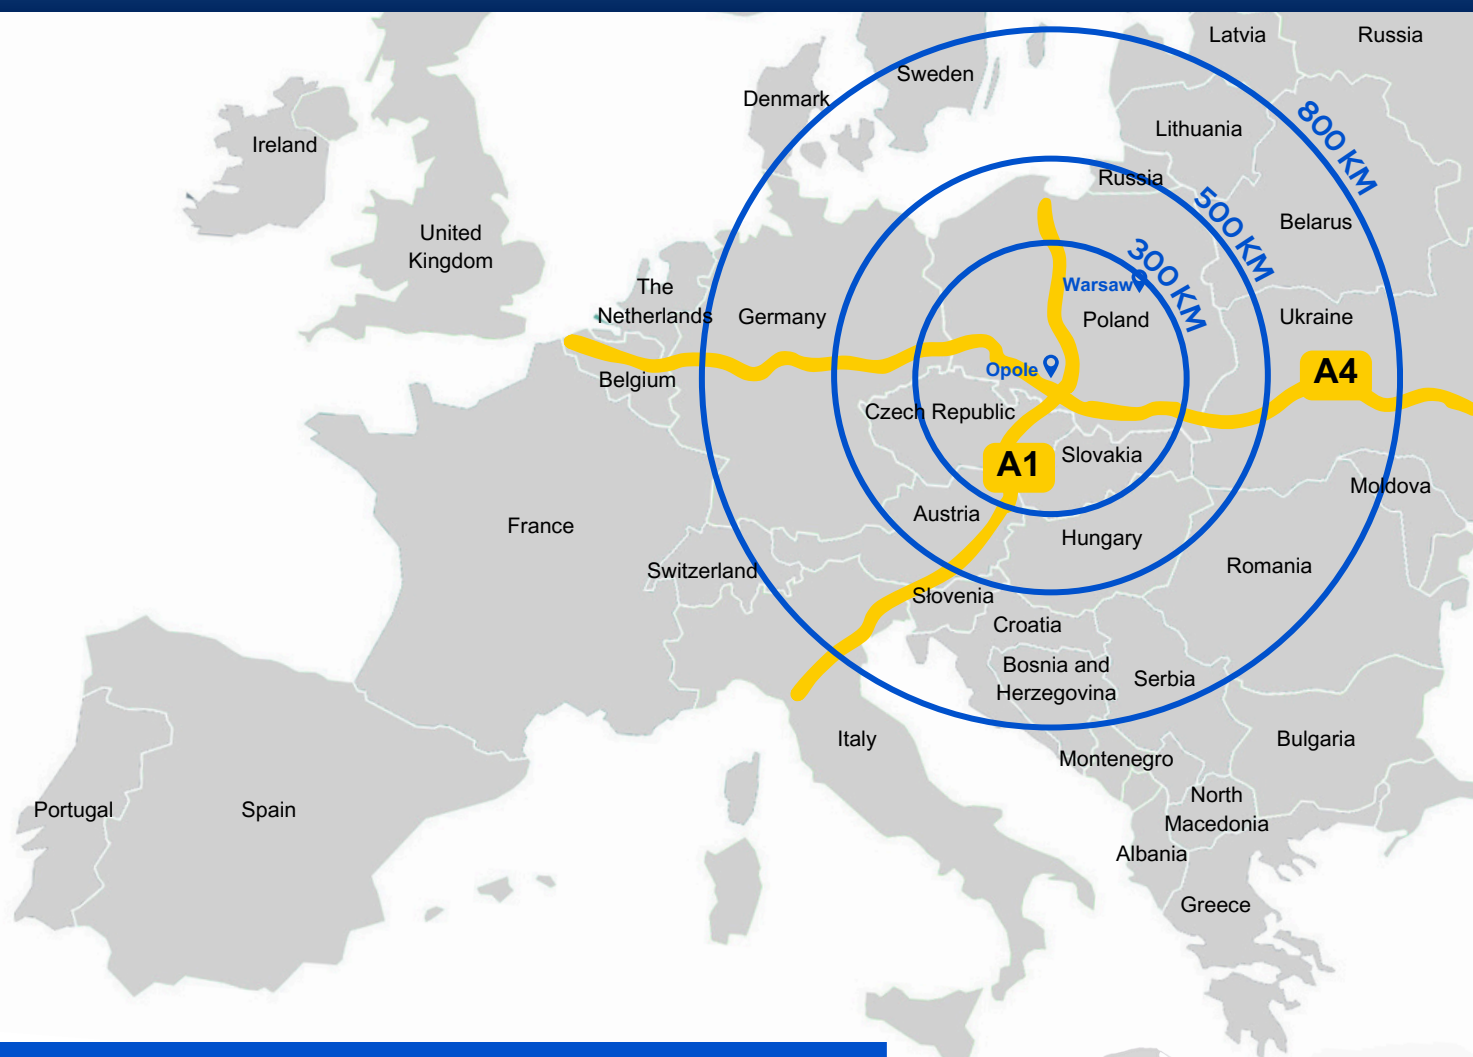 Latvia
Russia
Sweden
Denmark
800 KM
Lithuania
Ireland
Russia
500 KM
Belarus
United
Kingdom
300 KM
The
Netherlands
Warsaw
Germany
Poland
Ukraine
Opole
A4
Belgium
Czech Republic
A1
Slovakia
Moldova
Austria
France
Hungary
Romania
Switzerland
Slovenia
Croatia
Bosnia and
Herzegovina
Serbia
Italy
Bulgaria
Montenegro
North
Macedonia
Portugal
Spain
Albania
Greece